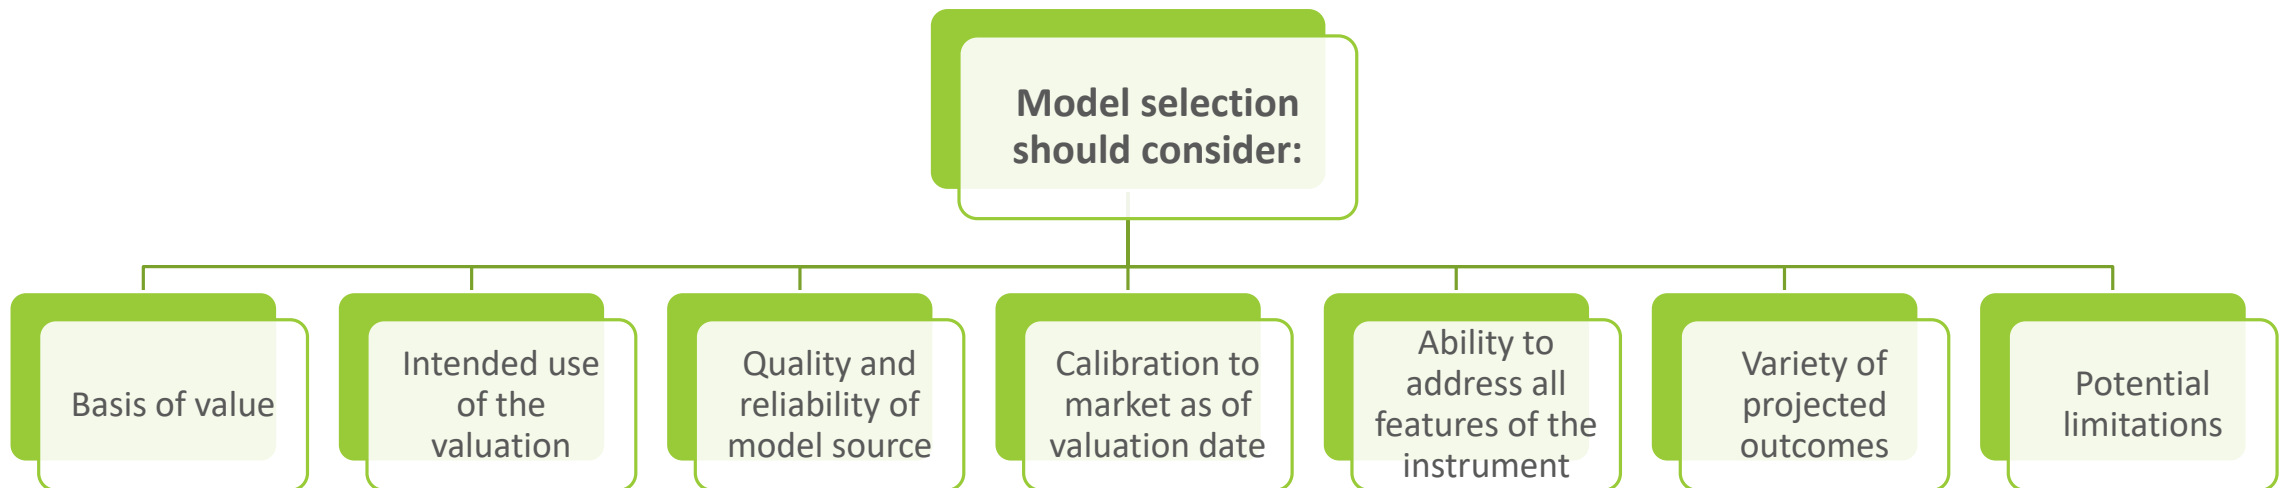 Model selection
should consider:
Basis of value
Intended use
of the
valuation
Quality and
reliability of
model source
Calibration to
market as of
valuation date
Ability to
address all
features of the
instrument
Variety of
projected
outcomes
Potential
limitations